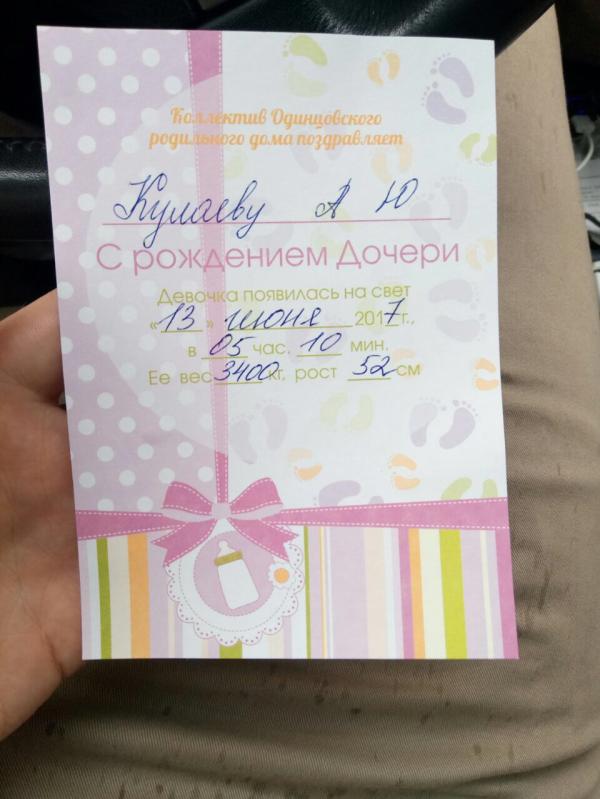 Коллектив Одинцовского
родильного дома поздравляет
Кулаеву А Ю
С рождением Дочери
Девочка появилась на свет
«13» июня 2017г.,
в 05 час. 10 мин.
Ее вес 3400 кг, рост 52 см